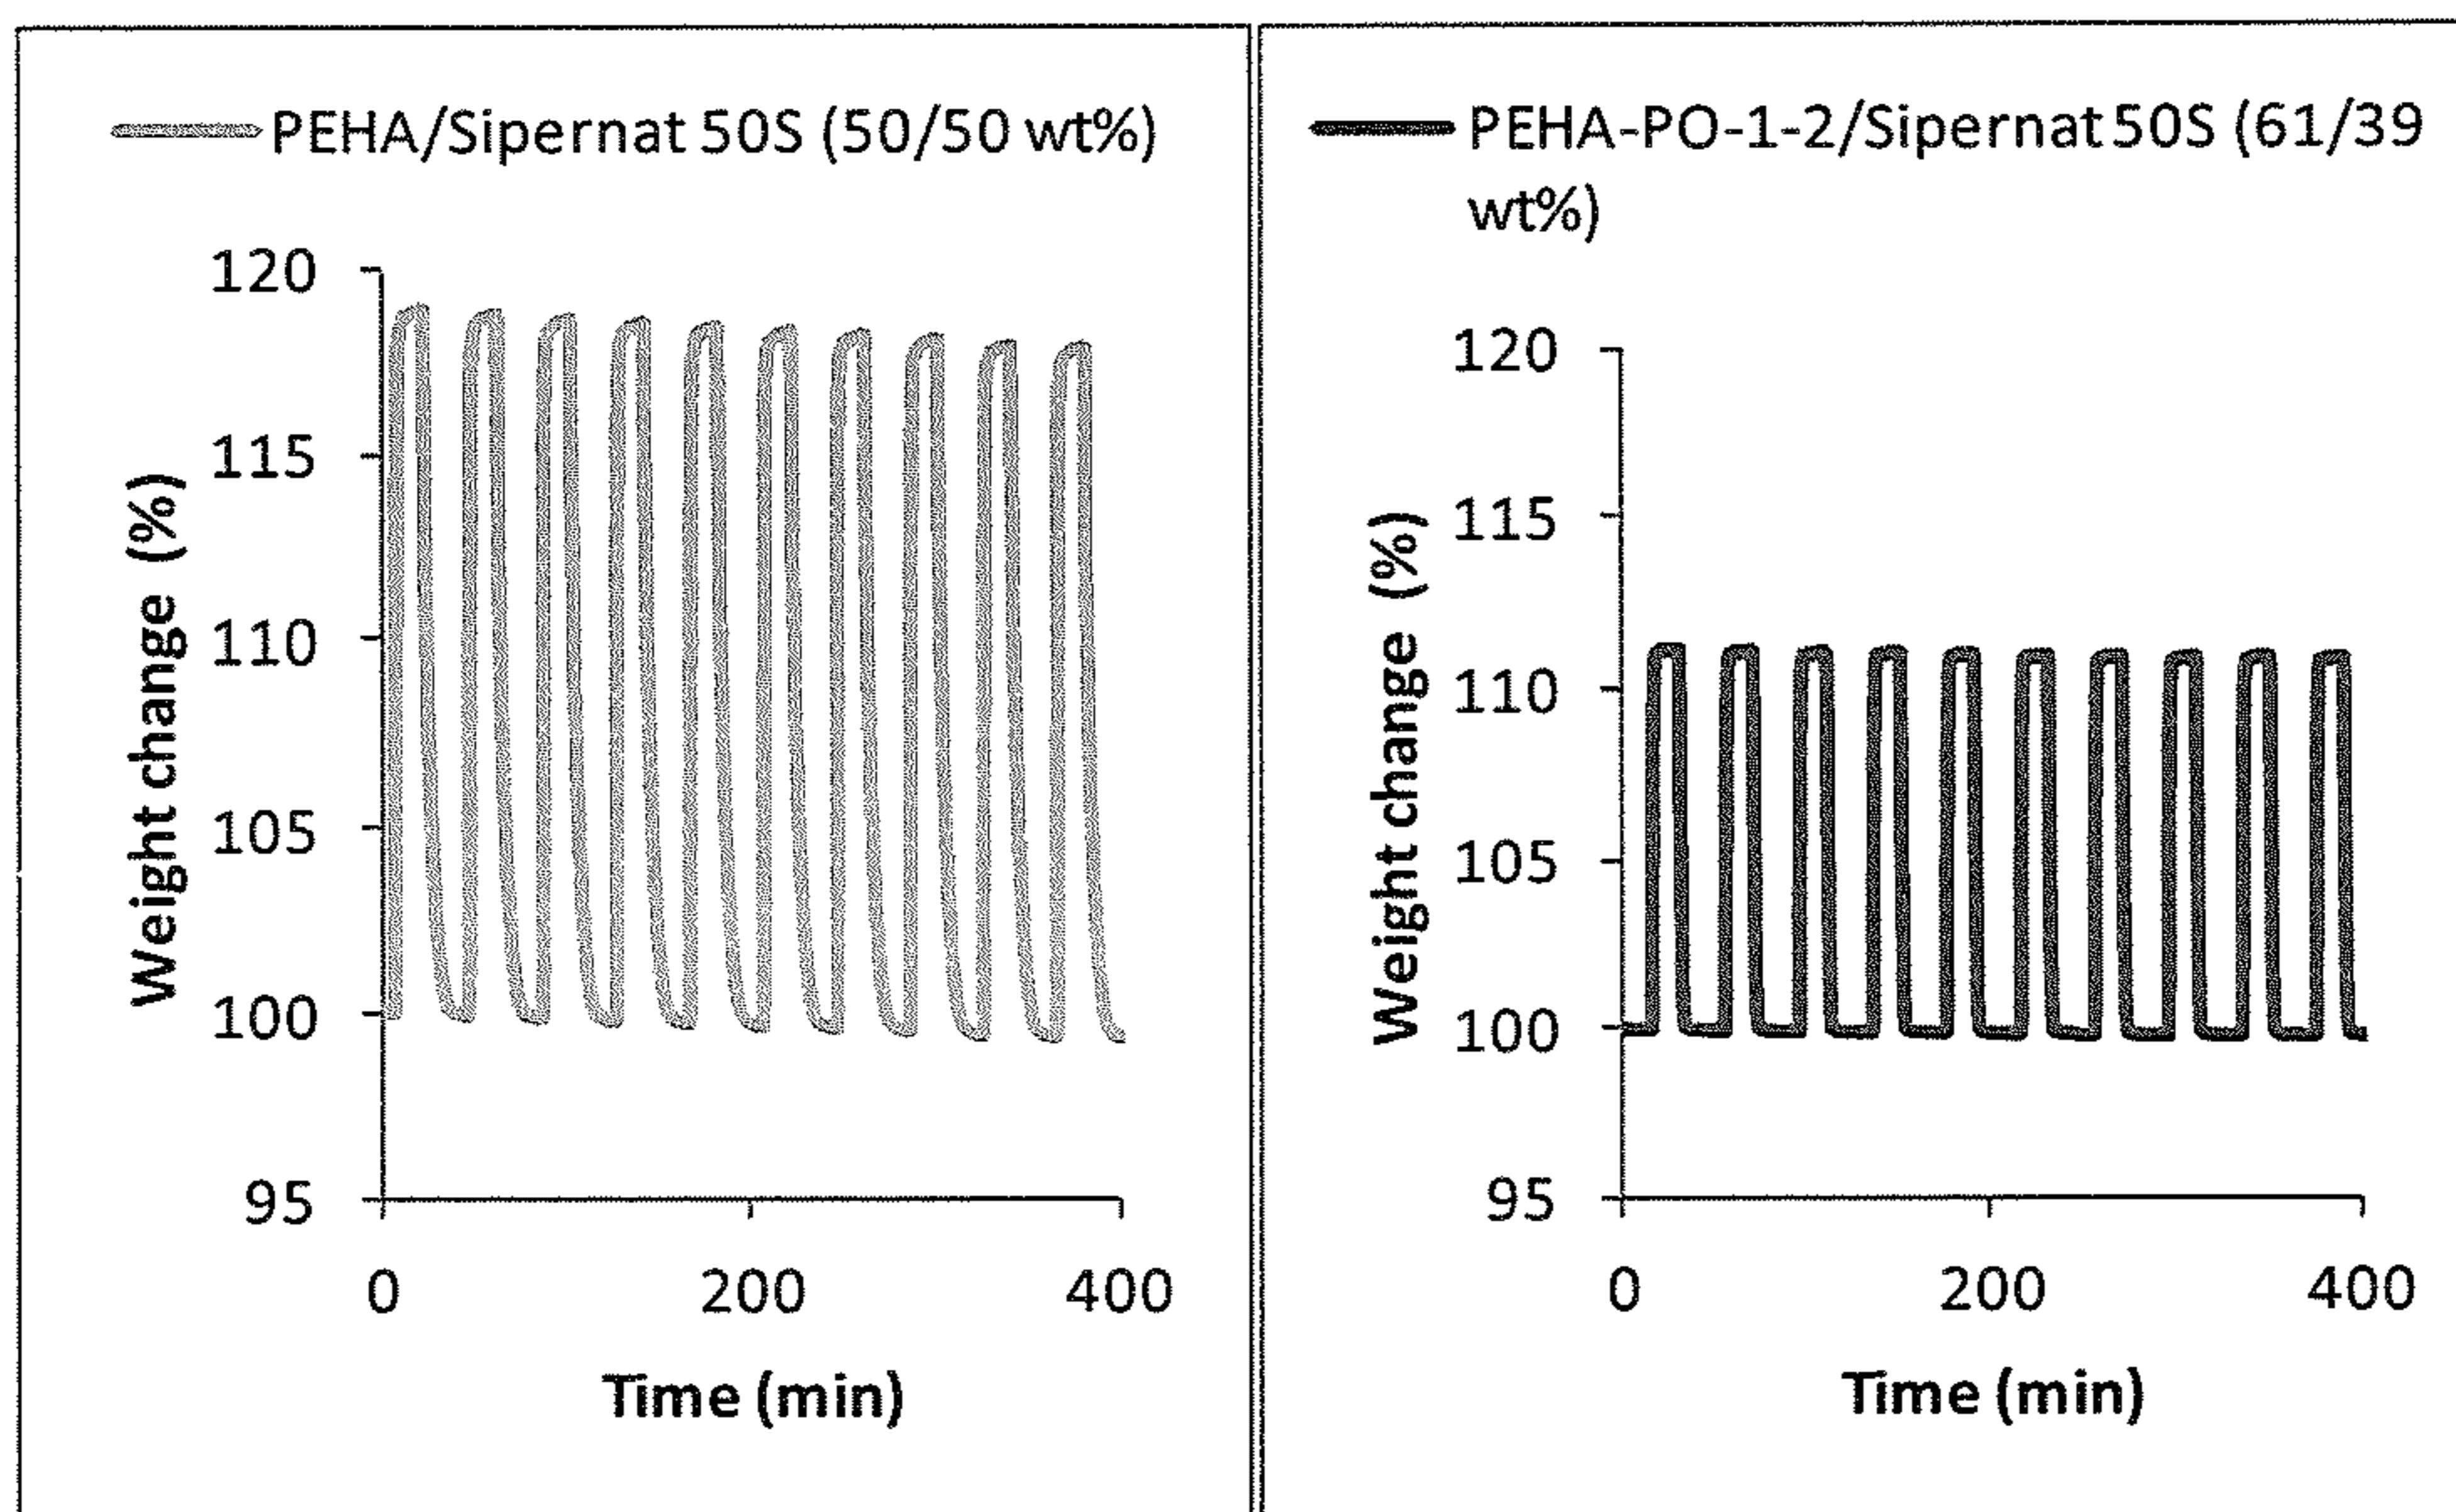 PEHA/Sipernat 50S (50/50 wt%)
120
115
110
105
100
95
Weight change (%)
0 200 400
Time (min)
PEHA-PO-1-2/Sipernat 50S (61/39
wt%)
120
115
110
105
100
95
Weight change (%)
0 200 400
Time (min)